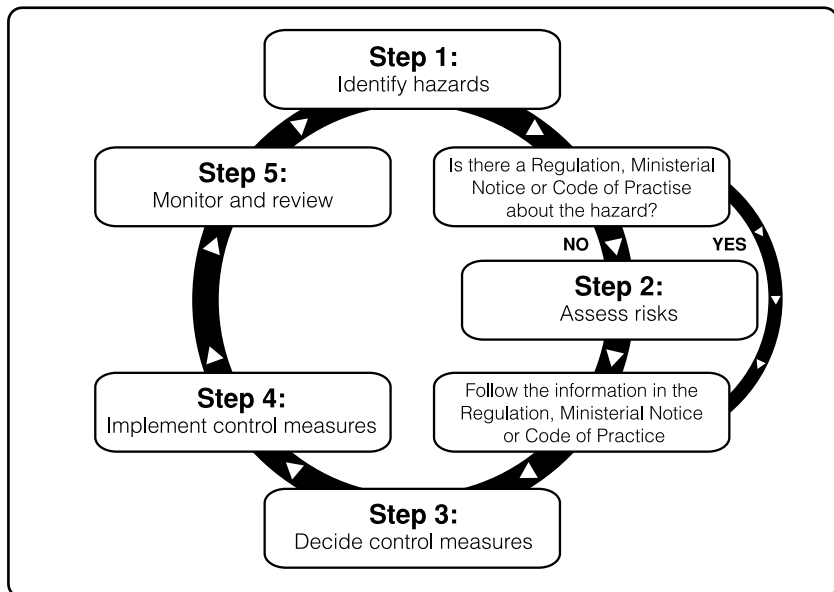 Step 1:
Identify hazards
Is there a Regulation, Ministerial
Notice or Code of Practise
about the hazard?
NO
YES
Step 2:
Assess risks
Follow the information in the
Regulation, Ministerial Notice
or Code of Practice
Step 3:
Decide control measures
Step 4:
Implement control measures
Step 5:
Monitor and review